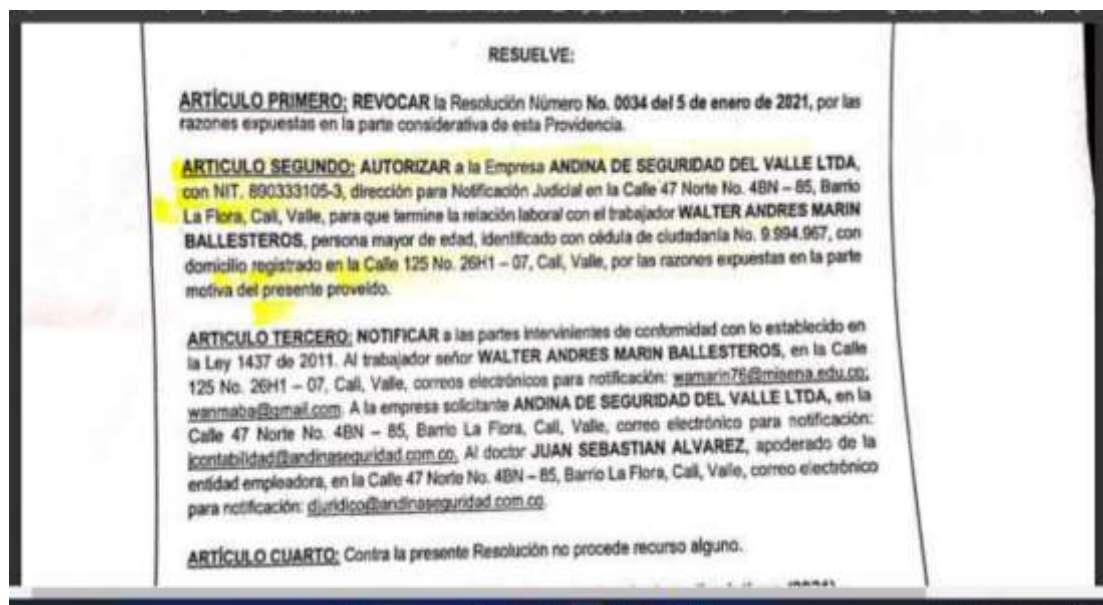 RESUELVE:
ARTÍCULO PRIMERO: REVOCAR la Resolución Número No. 0034 del 5 de enero de 2021, por las
razones expuestas en la parte considerativa de esta Providencia.
ARTICULO SEGUNDO: AUTORIZAR a la Empresa ANDINA DE SEGURIDAD DEL VALLE LTDA,
con NIT. 890333105-3, dirección para Notificación Judicial en la Calle 47 Norte No. 4BN – 85, Barrio
La Flora, Cali, Valle, para que termine la relación laboral con el trabajador WALTER ANDRES MARIN
BALLESTEROS, persona mayor de edad, identificado con cédula de ciudadanía No. 9.994.967, con
domicilio registrado en la Calle 125 No. 26H1 – 07, Cali, Valle, por las razones expuestas en la parte
motiva del presente proveído.
ARTICULO TERCERO: NOTIFICAR a las partes intervinientes de conformidad con lo establecido en
la Ley 1437 de 2011. Al trabajador señor WALTER ANDRES MARIN BALLESTEROS, en la Calle
125 No. 26H1 – 07, Cali, Valle, correos electrónicos para notificación: wamarin76@misena.edu.co;
wanmaba@gmail.com. A la empresa solicitante ANDINA DE SEGURIDAD DEL VALLE LTDA, en la
Calle 47 Norte No. 4BN – 85, Barrio La Flora, Cali, Valle, correo electrónico para notificación:
jcontabilidad@andinaseguridad.com.co. Al doctor JUAN SEBASTIAN ALVAREZ, apoderado de la
entidad empleadora, en la Calle 47 Norte No. 4BN – 85, Barrio La Flora, Cali, Valle, correo electrónico
para notificación: djuridico@andinaseguridad.com.co.
ARTÍCULO CUARTO: Contra la presente Resolución no procede recurso alguno.